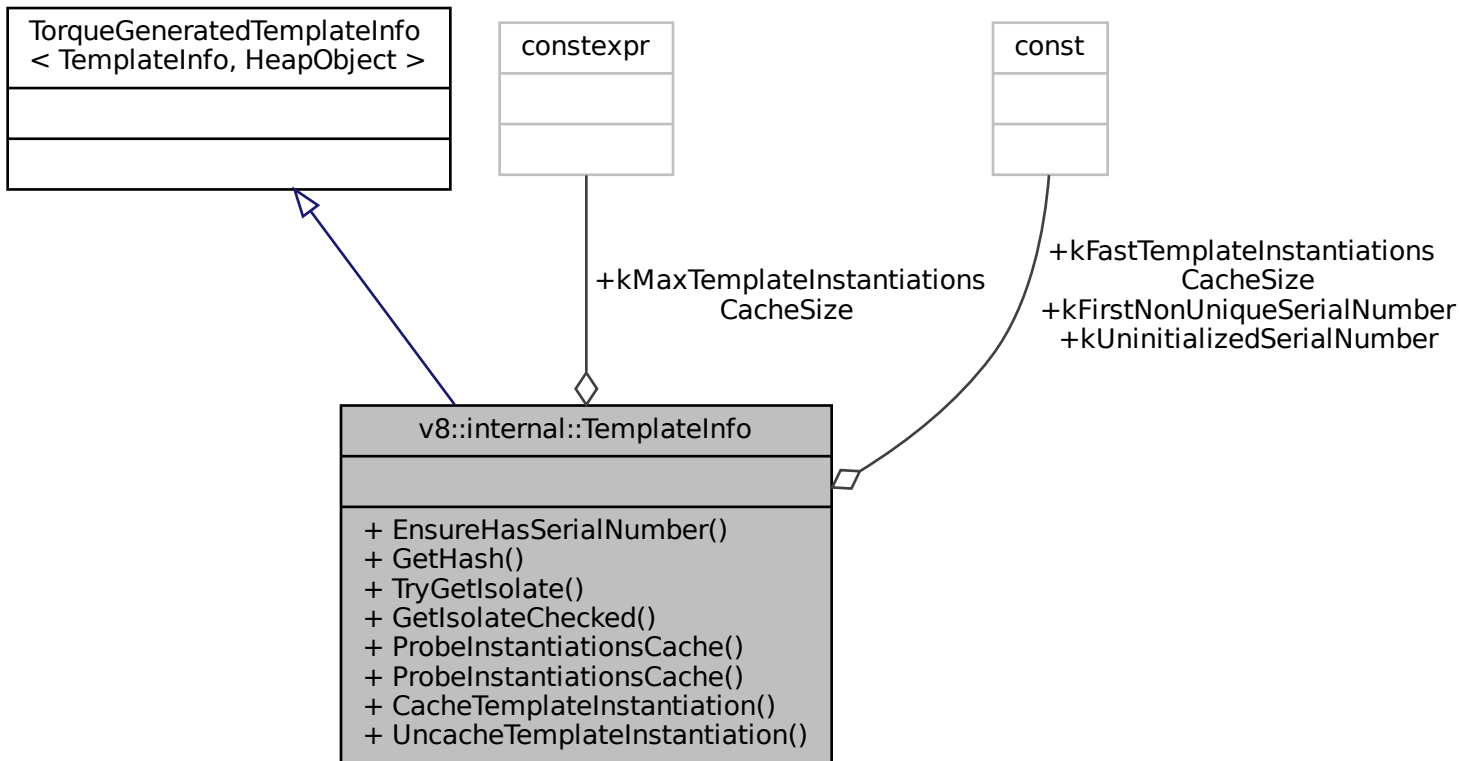 TorqueGeneratedTemplateInfo
< TemplateInfo, HeapObject >
constexpr
const
+kMaxTemplateInstantiations
CacheSize
+kFastTemplateInstantiations
CacheSize
+kFirstNonUniqueSerialNumber
+kUninitializedSerialNumber
v8::internal::TemplateInfo
+ EnsureHasSerialNumber()
+ GetHash()
+ TryGetIsolate()
+ GetIsolateChecked()
+ ProbeInstantiationsCache()
+ ProbeInstantiationsCache()
+ CacheTemplateInstantiation()
+ UncacheTemplateInstantiation()